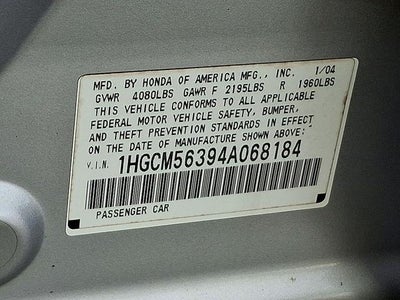 MFD. BY HONDA OF AMERICA MFG., INC. 1/04
GVWR 4080LBS GAWR F 2195LBS R 1960LBS
THIS VEHICLE CONFORMS TO ALL APPLICABLE
FEDERAL MOTOR VEHICLE SAFETY, BUMPER,
AND THEFT PREVENTION STANDARDS IN EFFECT
ON THE DATE OF MANUFACTURE SHOWN ABOVE.
V.I.N. 1HGCM56394A068184
PASSENGER CAR